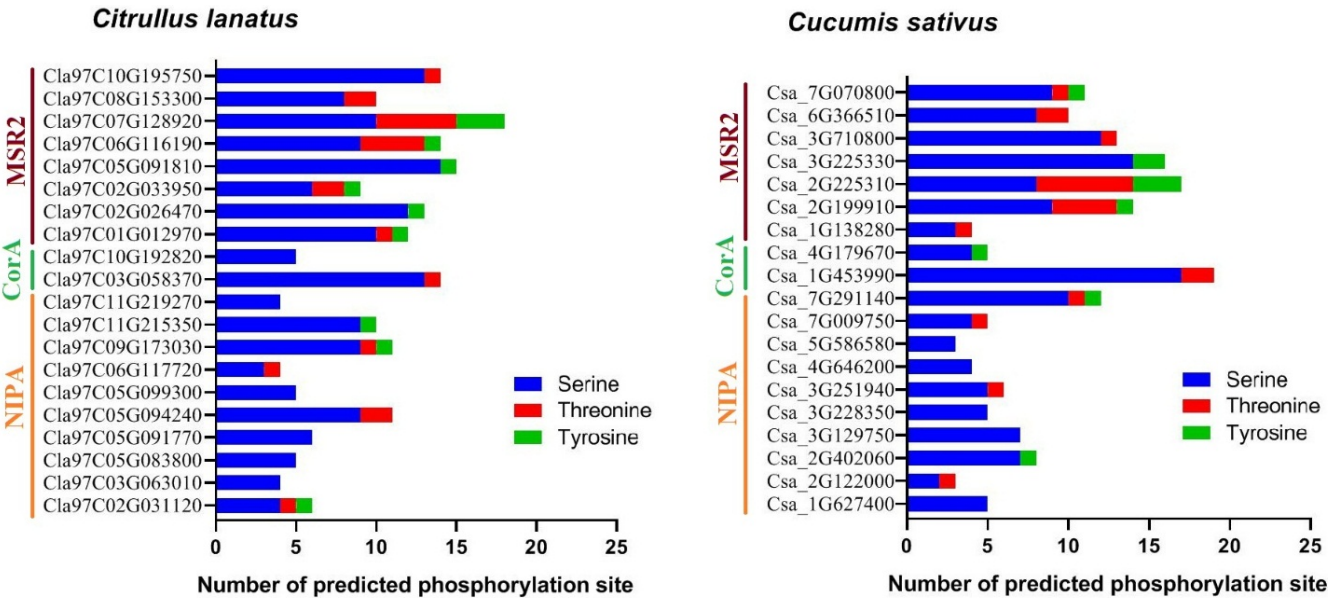 Citrullus lanatus
MSR2
CorA
NIPA
Cla97C10G195750
Cla97C08G153300
Cla97C07G128920
Cla97C06G116190
Cla97C05G091810
Cla97C02G033950
Cla97C02G026470
Cla97C01G012970
Cla97C10G192820
Cla97C03G058370
Cla97C11G219270
Cla97C11G215350
Cla97C09G173030
Cla97C06G117720
Cla97C05G099300
Cla97C05G094240
Cla97C05G091770
Cla97C05G083800
Cla97C03G063010
Cla97C02G031120
Serine
Threonine
Tyrosine
0 5 10 15 20 25
Number of predicted phosphorylation site
Cucumis sativus
MSR2
CorA
NIPA
Csa_7G070800
Csa_6G366510
Csa_3G710800
Csa_3G225330
Csa_2G225310
Csa_2G199910
Csa_1G138280
Csa_4G179670
Csa_1G453990
Csa_7G291140
Csa_7G009750
Csa_5G586580
Csa_4G646200
Csa_3G251940
Csa_3G228350
Csa_3G129750
Csa_2G402060
Csa_2G122000
Csa_1G627400
Serine
Threonine
Tyrosine
0 5 10 15 20 25
Number of predicted phosphorylation site